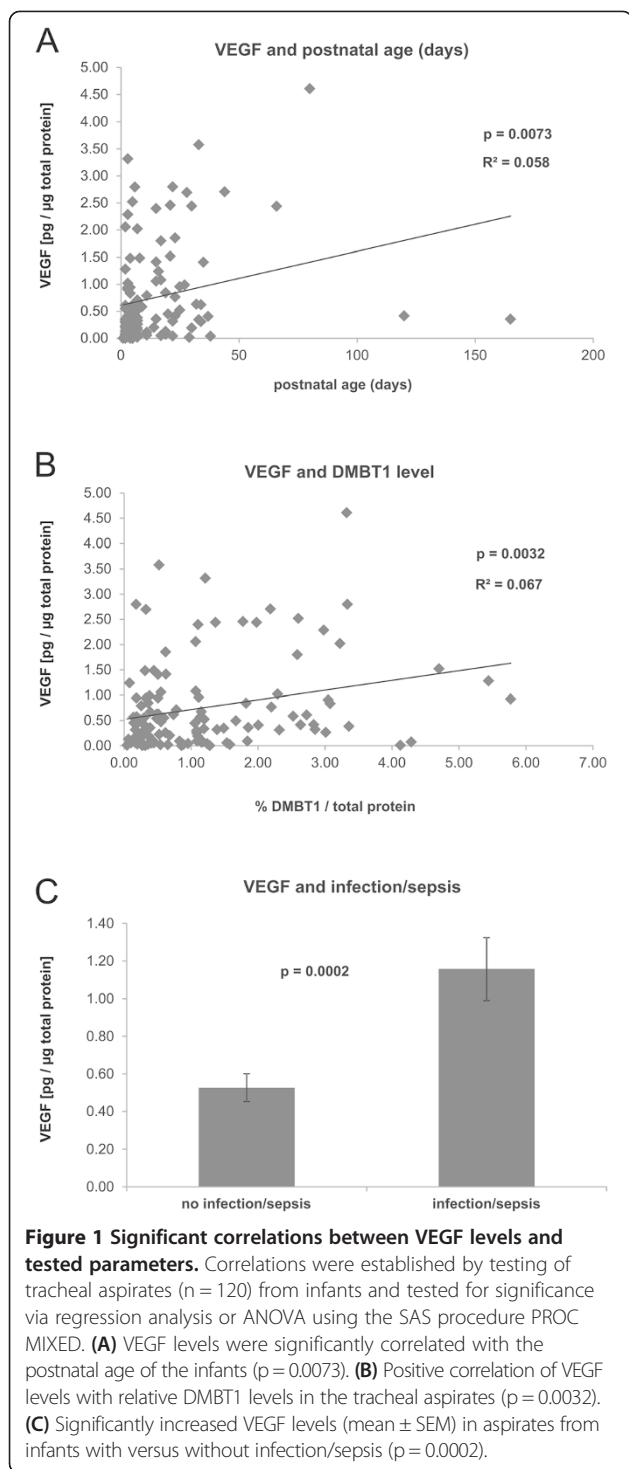 A
VEGF and postnatal age (days)
VEGF [pg / µg total protein]
5.00
4.50
4.00
3.50
3.00
2.50
2.00
1.50
1.00
0.50
0.00
p = 0.0073
R² = 0.058
0 50 100 150 200
postnatal age (days)
B
VEGF and DMBT1 level
VEGF [pg / µg total protein]
5.00
4.50
4.00
3.50
3.00
2.50
2.00
1.50
1.00
0.50
0.00
p = 0.0032
R² = 0.067
0.00 1.00 2.00 3.00 4.00 5.00 6.00 7.00
% DMBT1 / total protein
C
VEGF and infection/sepsis
VEGF [pg / µg total protein]
1.40
1.20
1.00
0.80
0.60
0.40
0.20
0.00
p = 0.0002
no infection/sepsis infection/sepsis
Figure 1 Significant correlations between VEGF levels and
tested parameters. Correlations were established by testing of
tracheal aspirates (n = 120) from infants and tested for significance
via regression analysis or ANOVA using the SAS procedure PROC
MIXED. (A) VEGF levels were significantly correlated with the
postnatal age of the infants (p = 0.0073). (B) Positive correlation of VEGF
levels with relative DMBT1 levels in the tracheal aspirates (p = 0.0032).
(C) Significantly increased VEGF levels (mean ± SEM) in aspirates from
infants with versus without infection/sepsis (p = 0.0002).